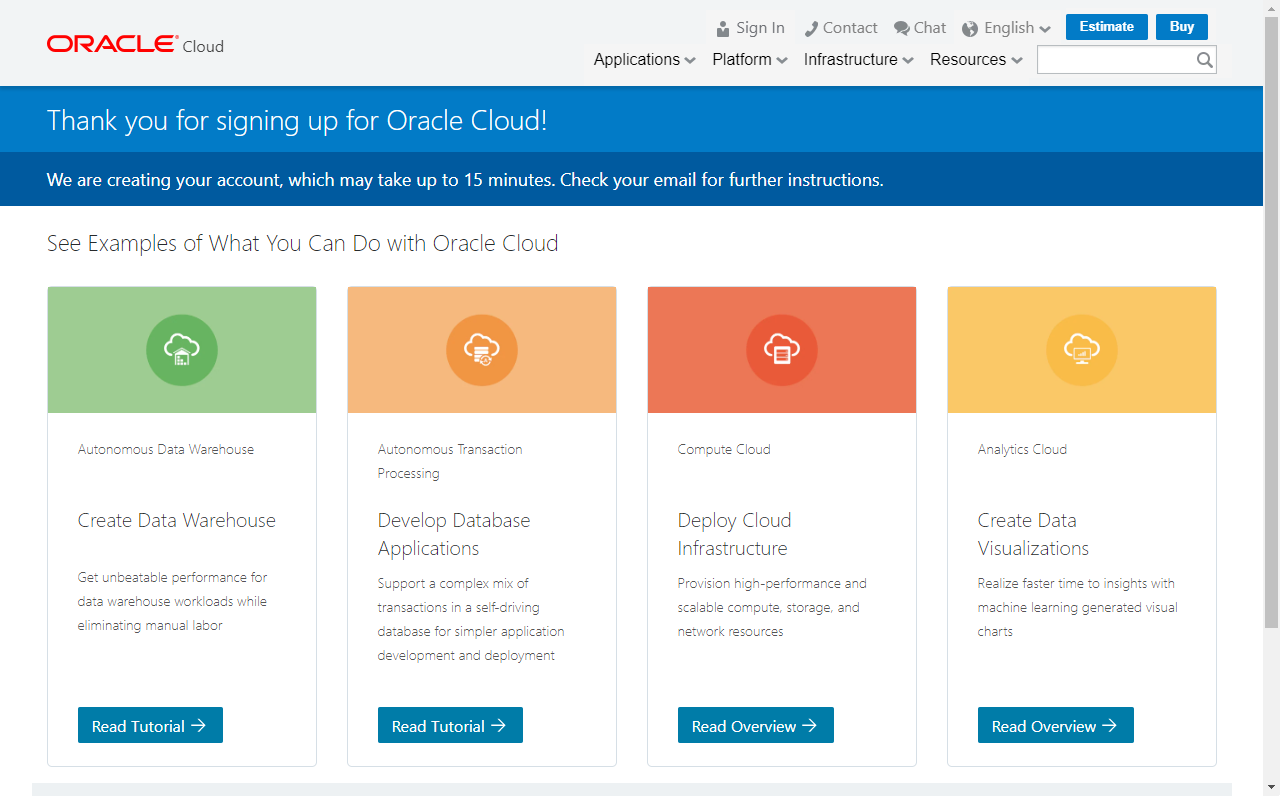 ORACLE® Cloud
Sign In Contact Chat English Estimate Buy
Applications Platform Infrastructure Resources
Thank you for signing up for Oracle Cloud!
We are creating your account, which may take up to 15 minutes. Check your email for further instructions.
See Examples of What You Can Do with Oracle Cloud
Autonomous Data Warehouse
Create Data Warehouse
Get unbeatable performance for
data warehouse workloads while
eliminating manual labor
Read Tutorial →
Autonomous Transaction
Processing
Develop Database
Applications
Support a complex mix of
transactions in a self-driving
database for simpler application
development and deployment
Read Tutorial →
Compute Cloud
Deploy Cloud
Infrastructure
Provision high-performance and
scalable compute, storage, and
network resources
Read Overview →
Analytics Cloud
Create Data
Visualizations
Realize faster time to insights with
machine learning generated visual
charts
Read Overview →